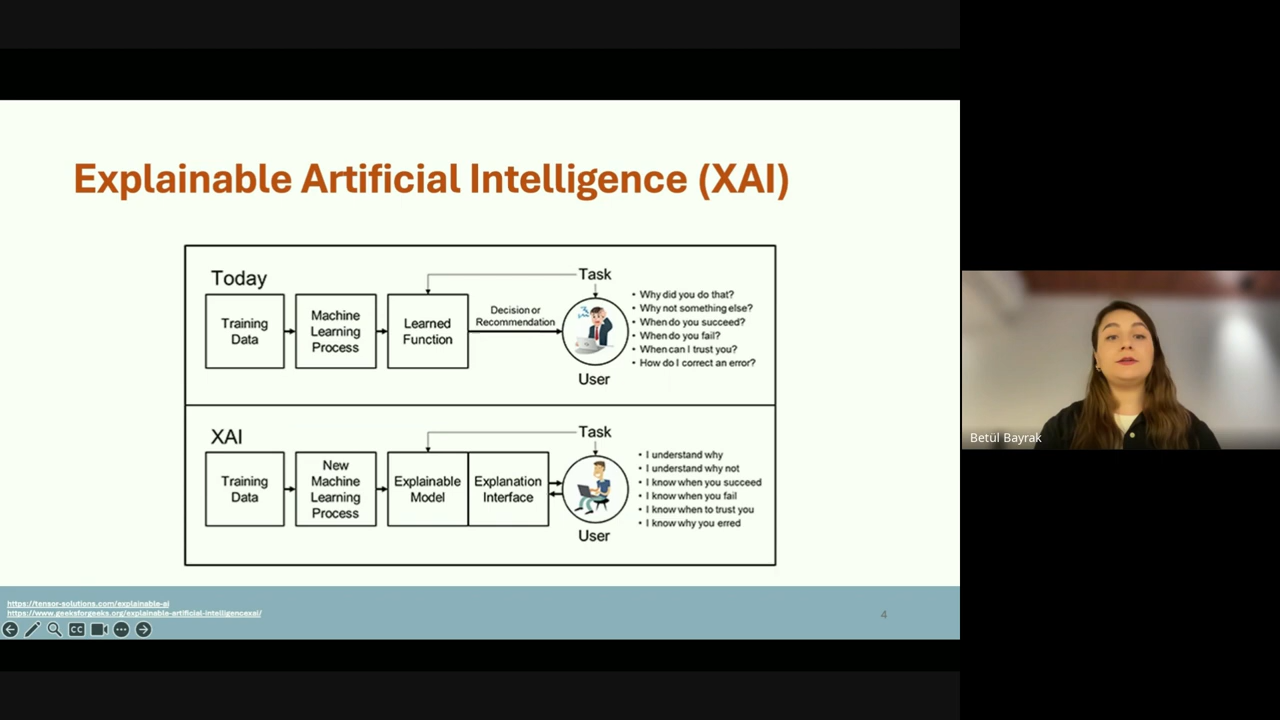 Explainable Artificial Intelligence (XAI)
Today
Training
Data
Machine
Learning
Process
Learned
Function
Decision or
Recommendation
Task
User
• Why did you do that?
• Why not something else?
• When do you succeed?
• When do you fail?
• When can I trust you?
• How do I correct an error?
XAI
Training
Data
New
Machine
Learning
Process
Explainable
Model
Explanation
Interface
Task
User
• I understand why
• I understand why not
• I know when you succeed
• I know when you fail
• I know when to trust you
• I know why you erred
https://tensor-solutions.com/explainable-ai
https://www.geeksforgeeks.org/explainable-artificial-intelligencexai/
4
CC
Betül Bayrak